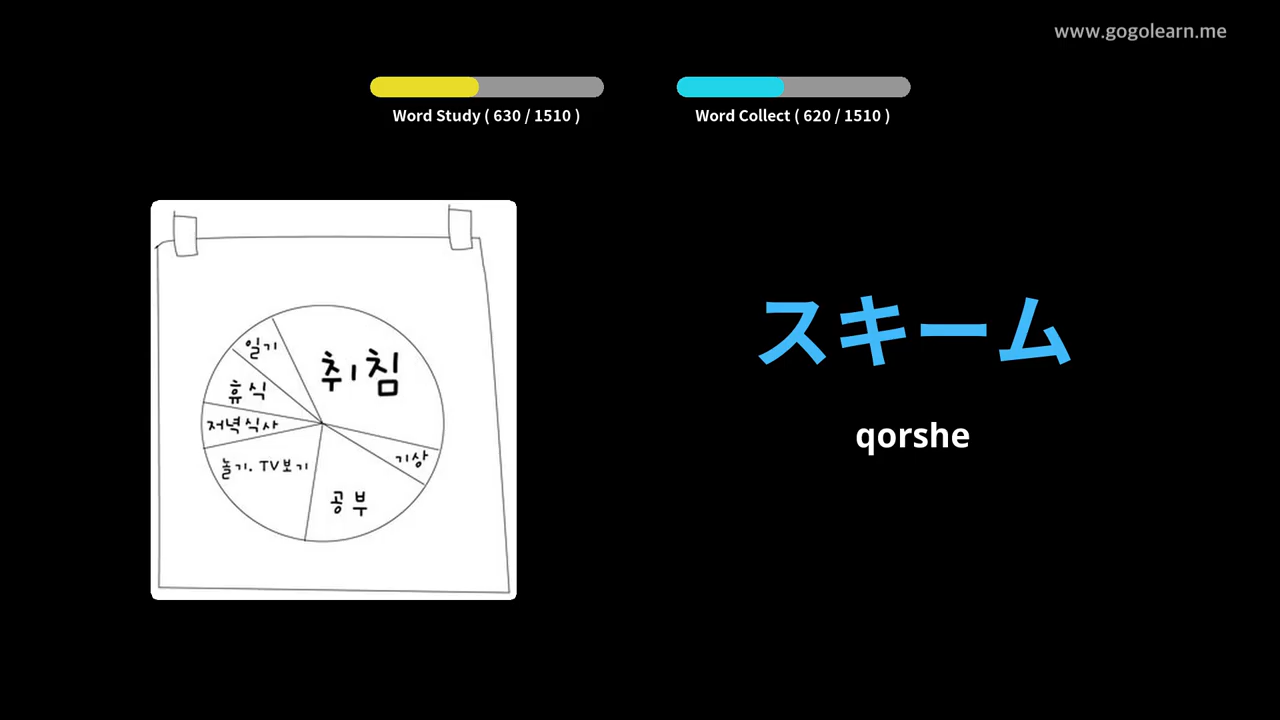 www.gogolearn.me
Word Study ( 630 / 1510 )
Word Collect ( 620 / 1510 )
일기
취침
휴식
저녁식사
놀기. TV보기
기상
공부
スキーム
qorshe